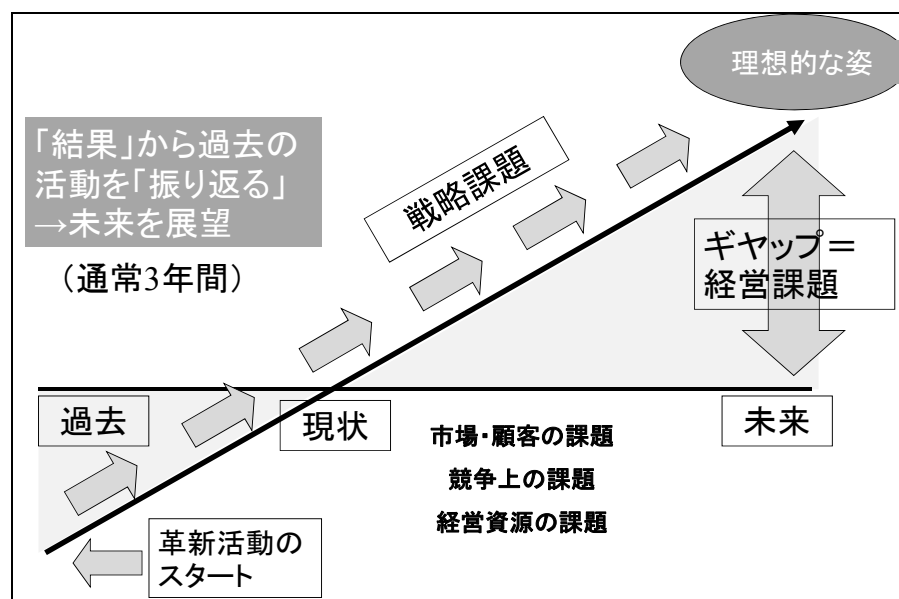 理想的な姿
「結果」から過去の
活動を「振り返る」
→未来を展望
（通常3年間）
戦略課題
ギヤップ＝
経営課題
過去
現状
未来
市場・顧客の課題
競争上の課題
経営資源の課題
革新活動の
スタート